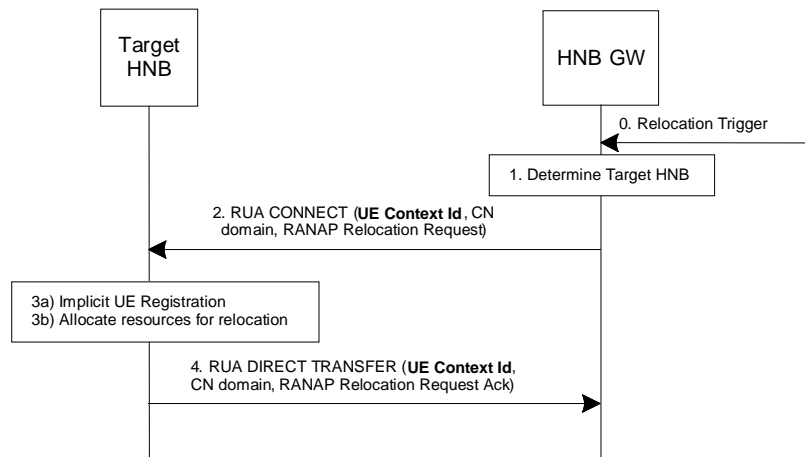 Target
HNB
HNB GW
0. Relocation Trigger
1. Determine Target HNB
2. RUA CONNECT (UE Context Id, CN
domain, RANAP Relocation Request)
3a) Implicit UE Registration
3b) Allocate resources for relocation
4. RUA DIRECT TRANSFER (UE Context Id,
CN domain, RANAP Relocation Request Ack)